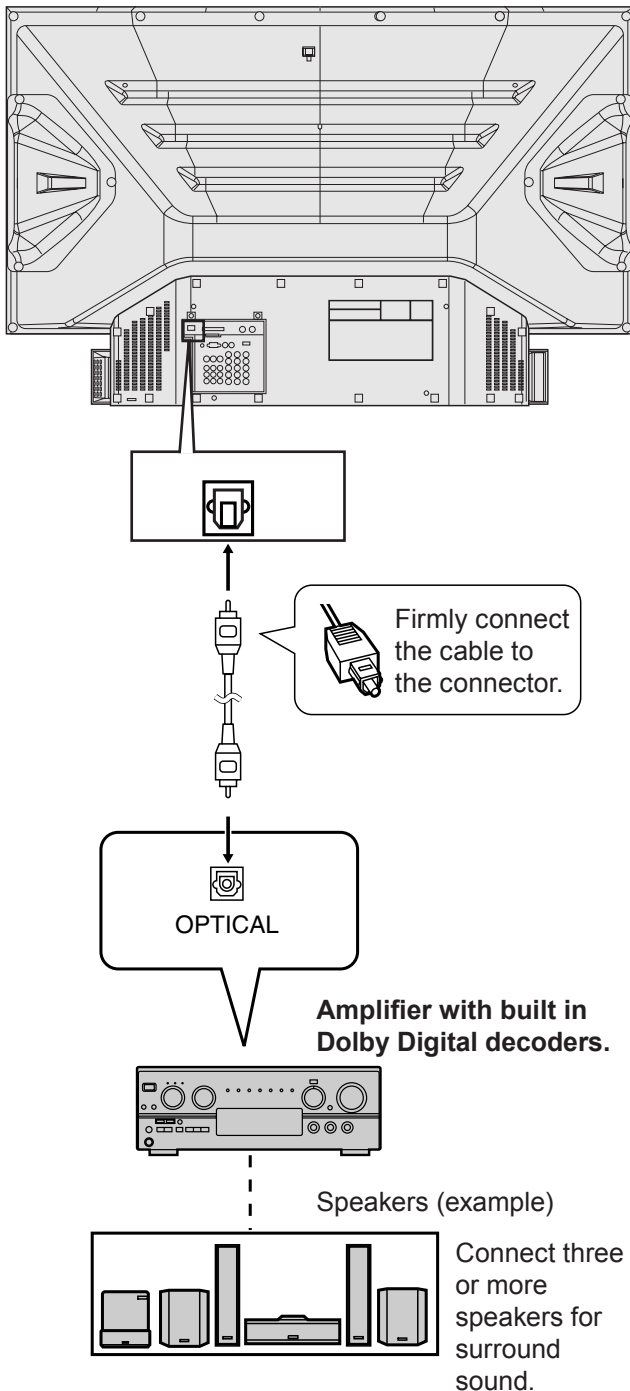 Firmly connect
the cable to
the connector.
OPTICAL
Amplifier with built in
Dolby Digital decoders.
Speakers (example)
Connect three
or more
speakers for
surround
sound.